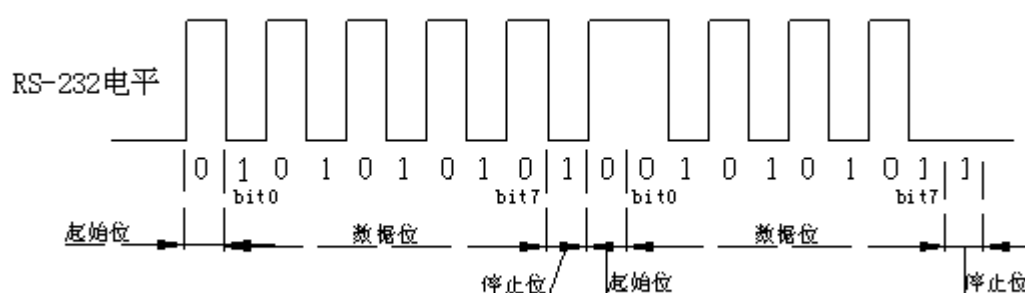 RS-232电平
0 1 0 1 0 1 0 1 0 1 0 0 1 0 1 0 1 0 1 1
bit0 bit7 bit0 bit7
起始位 数据位 数据位
停止位 起始位 停止位